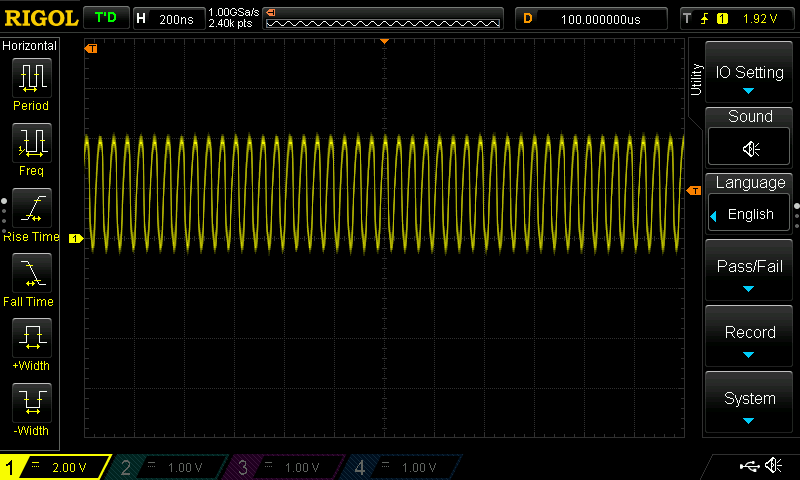 RIGOL T'D H 200ns 1.00GSa/s 2.40k pts D 100.000000us T 1 1.92 V
Horizontal
Period
Freq
Rise Time
Fall Time
+Width
-Width
T
T
1
Utility
IO Setting
Sound
Language
English
Pass/Fail
Record
System
1 2.00 V 2 1.00 V 3 1.00 V 4 1.00 V